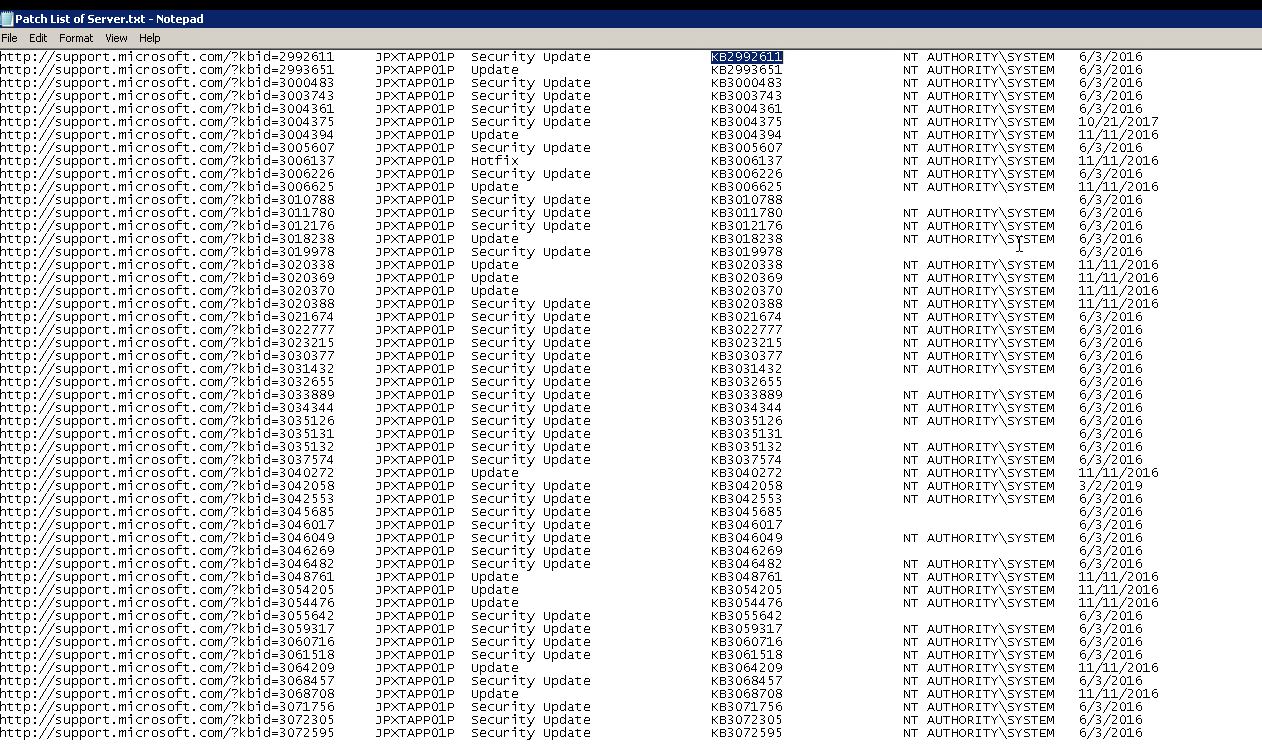 Patch List of Server.txt - Notepad
File Edit Format View Help
http://support.microsoft.com/?kbid=2992611 JPXTAPP01P Security Update KB2992611 NT AUTHORITY\SYSTEM 6/3/2016
http://support.microsoft.com/?kbid=2993651 JPXTAPP01P Update KB2993651 NT AUTHORITY\SYSTEM 6/3/2016
http://support.microsoft.com/?kbid=3000483 JPXTAPP01P Security Update KB3000483 NT AUTHORITY\SYSTEM 6/3/2016
http://support.microsoft.com/?kbid=3003743 JPXTAPP01P Security Update KB3003743 NT AUTHORITY\SYSTEM 6/3/2016
http://support.microsoft.com/?kbid=3004361 JPXTAPP01P Security Update KB3004361 NT AUTHORITY\SYSTEM 6/3/2016
http://support.microsoft.com/?kbid=3004375 JPXTAPP01P Security Update KB3004375 NT AUTHORITY\SYSTEM 10/21/2017
http://support.microsoft.com/?kbid=3004394 JPXTAPP01P Update KB3004394 NT AUTHORITY\SYSTEM 11/11/2016
http://support.microsoft.com/?kbid=3005607 JPXTAPP01P Security Update KB3005607 NT AUTHORITY\SYSTEM 6/3/2016
http://support.microsoft.com/?kbid=3006137 JPXTAPP01P Hotfix KB3006137 NT AUTHORITY\SYSTEM 11/11/2016
http://support.microsoft.com/?kbid=3006226 JPXTAPP01P Security Update KB3006226 NT AUTHORITY\SYSTEM 6/3/2016
http://support.microsoft.com/?kbid=3006625 JPXTAPP01P Update KB3006625 NT AUTHORITY\SYSTEM 11/11/2016
http://support.microsoft.com/?kbid=3010788 JPXTAPP01P Security Update KB3010788 6/3/2016
http://support.microsoft.com/?kbid=3011780 JPXTAPP01P Security Update KB3011780 NT AUTHORITY\SYSTEM 6/3/2016
http://support.microsoft.com/?kbid=3012176 JPXTAPP01P Security Update KB3012176 NT AUTHORITY\SYSTEM 6/3/2016
http://support.microsoft.com/?kbid=3018238 JPXTAPP01P Update KB3018238 NT AUTHORITY\SYSTEM 6/3/2016
http://support.microsoft.com/?kbid=3019978 JPXTAPP01P Security Update KB3019978 6/3/2016
http://support.microsoft.com/?kbid=3020338 JPXTAPP01P Update KB3020338 NT AUTHORITY\SYSTEM 11/11/2016
http://support.microsoft.com/?kbid=3020369 JPXTAPP01P Update KB3020369 NT AUTHORITY\SYSTEM 11/11/2016
http://support.microsoft.com/?kbid=3020370 JPXTAPP01P Update KB3020370 NT AUTHORITY\SYSTEM 11/11/2016
http://support.microsoft.com/?kbid=3020388 JPXTAPP01P Security Update KB3020388 NT AUTHORITY\SYSTEM 11/11/2016
http://support.microsoft.com/?kbid=3021674 JPXTAPP01P Security Update KB3021674 NT AUTHORITY\SYSTEM 6/3/2016
http://support.microsoft.com/?kbid=3022777 JPXTAPP01P Security Update KB3022777 NT AUTHORITY\SYSTEM 6/3/2016
http://support.microsoft.com/?kbid=3023215 JPXTAPP01P Security Update KB3023215 NT AUTHORITY\SYSTEM 6/3/2016
http://support.microsoft.com/?kbid=3030377 JPXTAPP01P Security Update KB3030377 NT AUTHORITY\SYSTEM 6/3/2016
http://support.microsoft.com/?kbid=3031432 JPXTAPP01P Security Update KB3031432 NT AUTHORITY\SYSTEM 6/3/2016
http://support.microsoft.com/?kbid=3032655 JPXTAPP01P Security Update KB3032655 6/3/2016
http://support.microsoft.com/?kbid=3033889 JPXTAPP01P Security Update KB3033889 NT AUTHORITY\SYSTEM 6/3/2016
http://support.microsoft.com/?kbid=3034344 JPXTAPP01P Security Update KB3034344 NT AUTHORITY\SYSTEM 6/3/2016
http://support.microsoft.com/?kbid=3035126 JPXTAPP01P Security Update KB3035126 NT AUTHORITY\SYSTEM 6/3/2016
http://support.microsoft.com/?kbid=3035131 JPXTAPP01P Security Update KB3035131 6/3/2016
http://support.microsoft.com/?kbid=3035132 JPXTAPP01P Security Update KB3035132 NT AUTHORITY\SYSTEM 6/3/2016
http://support.microsoft.com/?kbid=3037574 JPXTAPP01P Security Update KB3037574 NT AUTHORITY\SYSTEM 6/3/2016
http://support.microsoft.com/?kbid=3040272 JPXTAPP01P Update KB3040272 NT AUTHORITY\SYSTEM 11/11/2016
http://support.microsoft.com/?kbid=3042058 JPXTAPP01P Security Update KB3042058 NT AUTHORITY\SYSTEM 3/2/2019
http://support.microsoft.com/?kbid=3042553 JPXTAPP01P Security Update KB3042553 NT AUTHORITY\SYSTEM 6/3/2016
http://support.microsoft.com/?kbid=3045685 JPXTAPP01P Security Update KB3045685 6/3/2016
http://support.microsoft.com/?kbid=3046017 JPXTAPP01P Security Update KB3046017 6/3/2016
http://support.microsoft.com/?kbid=3046049 JPXTAPP01P Security Update KB3046049 NT AUTHORITY\SYSTEM 6/3/2016
http://support.microsoft.com/?kbid=3046269 JPXTAPP01P Security Update KB3046269 6/3/2016
http://support.microsoft.com/?kbid=3046482 JPXTAPP01P Security Update KB3046482 NT AUTHORITY\SYSTEM 6/3/2016
http://support.microsoft.com/?kbid=3048761 JPXTAPP01P Update KB3048761 NT AUTHORITY\SYSTEM 11/11/2016
http://support.microsoft.com/?kbid=3054205 JPXTAPP01P Update KB3054205 NT AUTHORITY\SYSTEM 11/11/2016
http://support.microsoft.com/?kbid=3054476 JPXTAPP01P Update KB3054476 NT AUTHORITY\SYSTEM 11/11/2016
http://support.microsoft.com/?kbid=3055642 JPXTAPP01P Security Update KB3055642 6/3/2016
http://support.microsoft.com/?kbid=3059317 JPXTAPP01P Security Update KB3059317 NT AUTHORITY\SYSTEM 6/3/2016
http://support.microsoft.com/?kbid=3060716 JPXTAPP01P Security Update KB3060716 NT AUTHORITY\SYSTEM 6/3/2016
http://support.microsoft.com/?kbid=3061518 JPXTAPP01P Security Update KB3061518 NT AUTHORITY\SYSTEM 6/3/2016
http://support.microsoft.com/?kbid=3064209 JPXTAPP01P Update KB3064209 NT AUTHORITY\SYSTEM 11/11/2016
http://support.microsoft.com/?kbid=3068457 JPXTAPP01P Security Update KB3068457 NT AUTHORITY\SYSTEM 6/3/2016
http://support.microsoft.com/?kbid=3068708 JPXTAPP01P Update KB3068708 NT AUTHORITY\SYSTEM 11/11/2016
http://support.microsoft.com/?kbid=3071756 JPXTAPP01P Security Update KB3071756 NT AUTHORITY\SYSTEM 6/3/2016
http://support.microsoft.com/?kbid=3072305 JPXTAPP01P Security Update KB3072305 NT AUTHORITY\SYSTEM 6/3/2016
http://support.microsoft.com/?kbid=3072595 JPXTAPP01P Security Update KB3072595 NT AUTHORITY\SYSTEM 6/3/2016